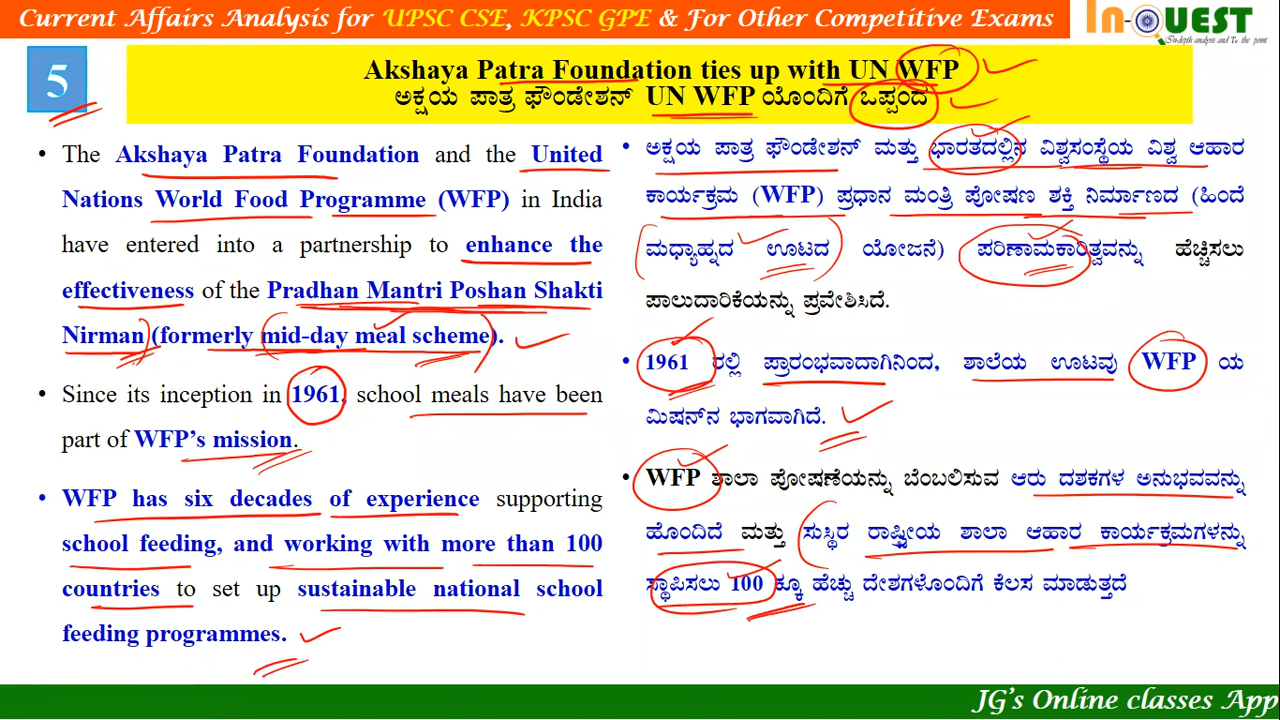 Current Affairs Analysis for UPSC CSE, KPSC GPE & For Other Competitive Exams
In-QUEST
In-depth analysis and To the point
5
Akshaya Patra Foundation ties up with UN WFP
ಅಕ್ಷಯ ಪಾತ್ರ ಫೌಂಡೇಶನ್ UN WFP ಯೊಂದಿಗೆ ಒಪ್ಪಂದ
• The Akshaya Patra Foundation and the United
Nations World Food Programme (WFP) in India
have entered into a partnership to enhance the
effectiveness of the Pradhan Mantri Poshan Shakti
Nirman (formerly mid-day meal scheme).
• Since its inception in 1961, school meals have been
part of WFP's mission.
• WFP has six decades of experience supporting
school feeding, and working with more than 100
countries to set up sustainable national school
feeding programmes.
• ಅಕ್ಷಯ ಪಾತ್ರ ಫೌಂಡೇಶನ್ ಮತ್ತು ಭಾರತದಲ್ಲಿನ ವಿಶ್ವಸಂಸ್ಥೆಯ ವಿಶ್ವ ಆಹಾರ
ಕಾರ್ಯಕ್ರಮ (WFP) ಪ್ರಧಾನ ಮಂತ್ರಿ ಪೋಷಣ ಶಕ್ತಿ ನಿರ್ಮಾಣದ (ಹಿಂದೆ
ಮಧ್ಯಾಹ್ನದ ಊಟದ ಯೋಜನೆ) ಪರಿಣಾಮಕಾರಿತ್ವವನ್ನು ಹೆಚ್ಚಿಸಲು
ಪಾಲುದಾರಿಕೆಯನ್ನು ಪ್ರವೇಶಿಸಿದೆ.
• 1961 ರಲ್ಲಿ ಪ್ರಾರಂಭವಾದಾಗಿನಿಂದ, ಶಾಲೆಯ ಊಟವು WFP ಯ
ಮಿಷನ್‌ನ ಭಾಗವಾಗಿದೆ.
• WFP ಶಾಲಾ ಪೋಷಣೆಯನ್ನು ಬೆಂಬಲಿಸುವ ಆರು ದಶಕಗಳ ಅನುಭವವನ್ನು
ಹೊಂದಿದೆ ಮತ್ತು ಸುಸ್ಥಿರ ರಾಷ್ಟ್ರೀಯ ಶಾಲಾ ಆಹಾರ ಕಾರ್ಯಕ್ರಮಗಳನ್ನು
ಸ್ಥಾಪಿಸಲು 100 ಕ್ಕೂ ಹೆಚ್ಚು ದೇಶಗಳೊಂದಿಗೆ ಕೆಲಸ ಮಾಡುತ್ತದೆ
JG's Online classes App